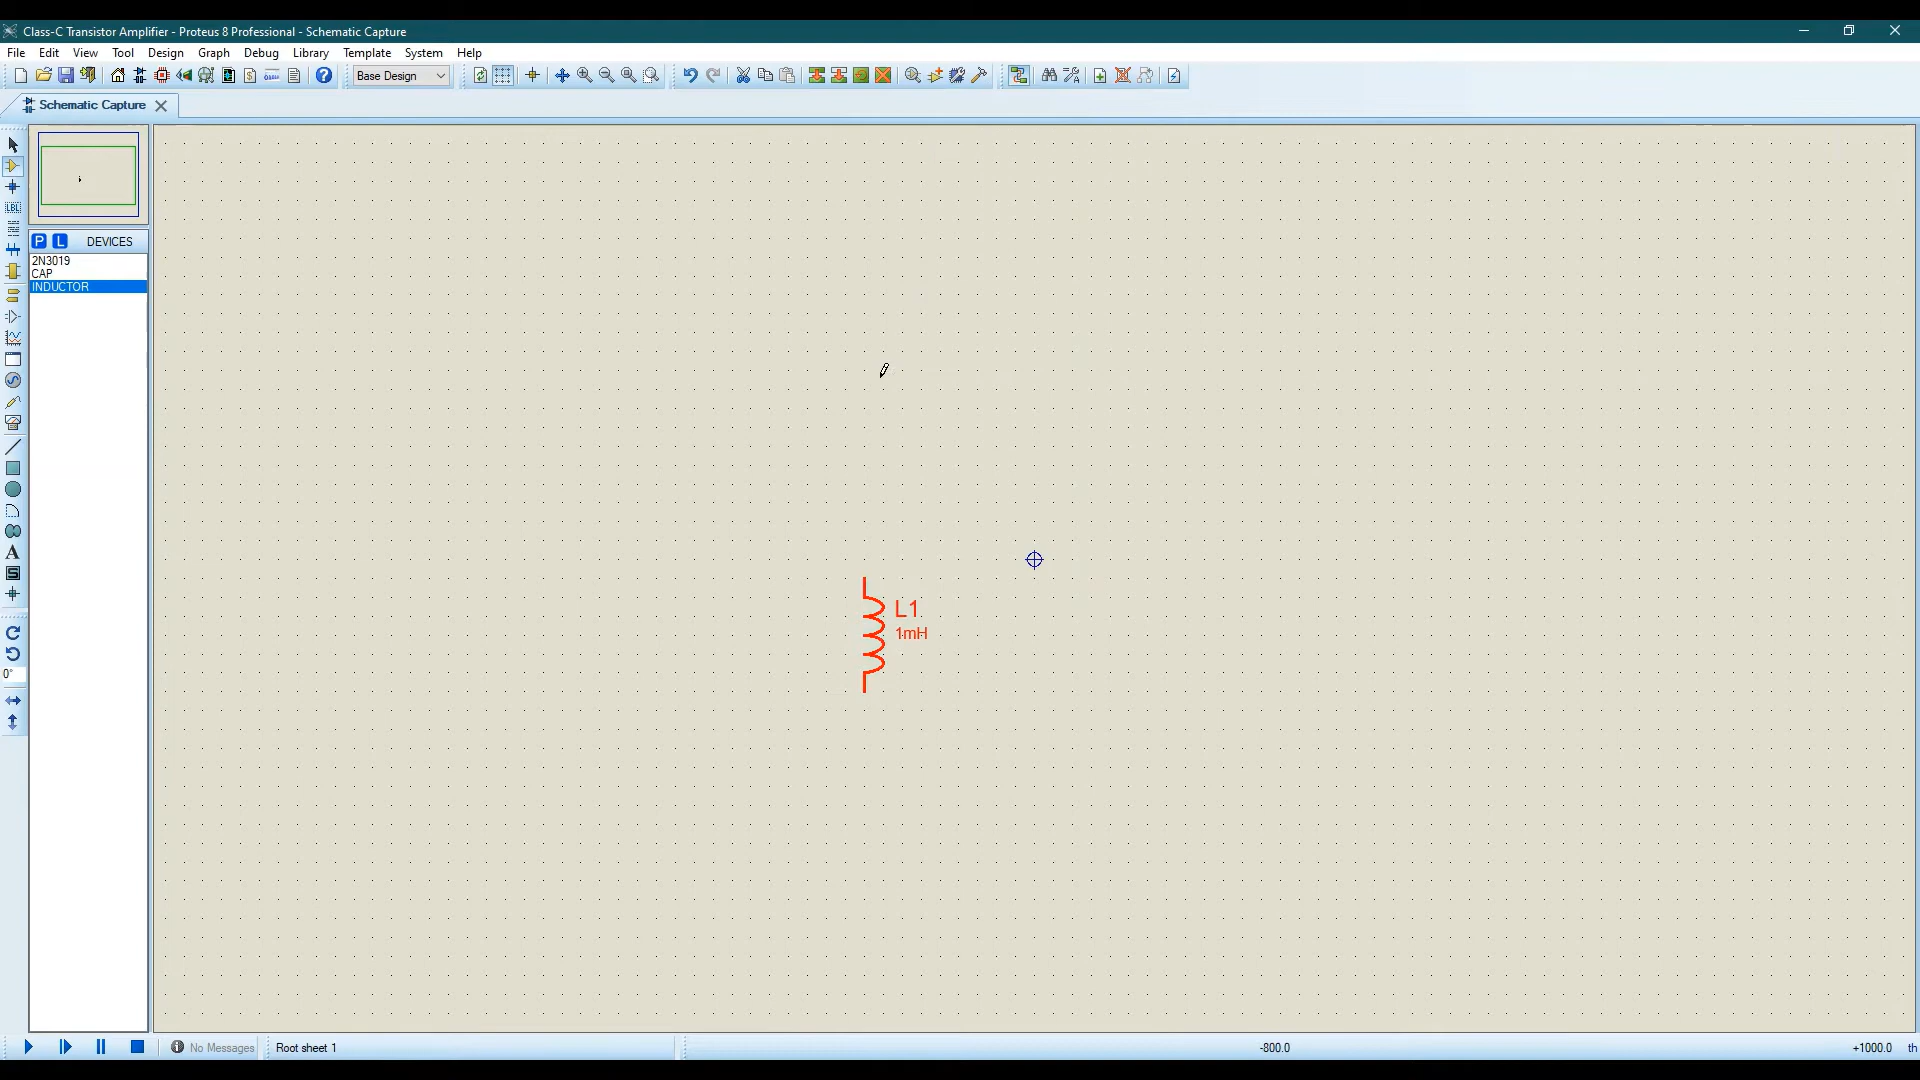 Class-C Transistor Amplifier - Proteus 8 Professional - Schematic Capture
File Edit View Tool Design Graph Debug Library Template System Help
Base Design
Schematic Capture
P L DEVICES
2N3019
CAP
INDUCTOR
LBL
A
S
0°
L1
1mH
No Messages
Root sheet 1
-800.0
+1000.0
th